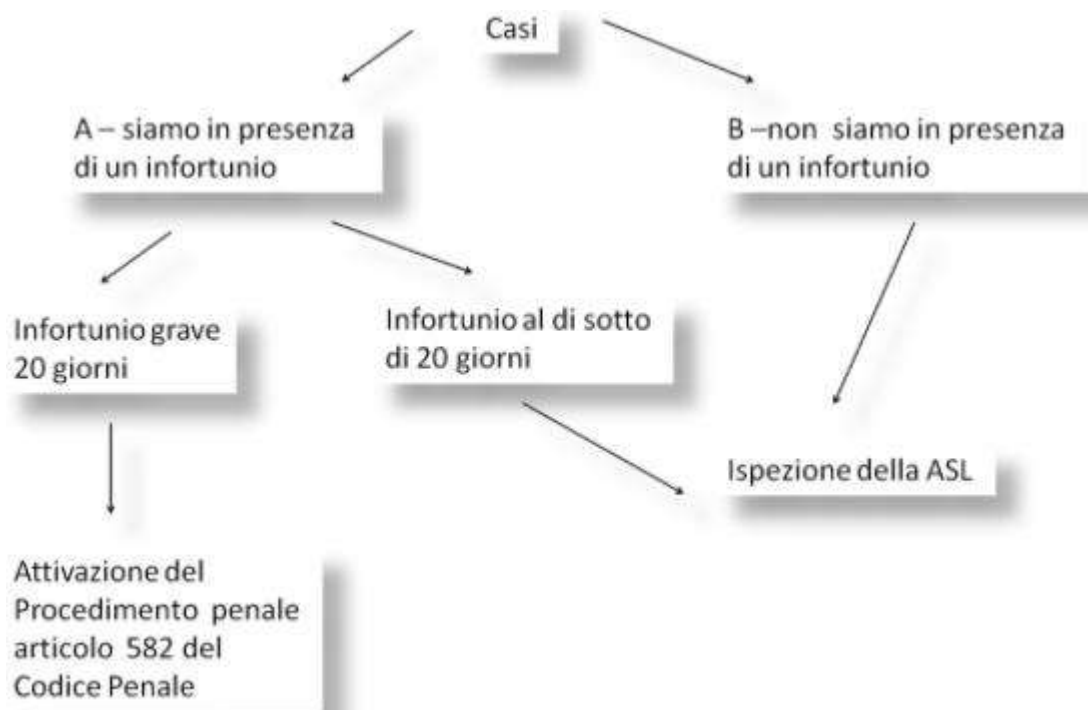 Casi
A – siamo in presenza
di un infortunio
B –non siamo in presenza
di un infortunio
Infortunio grave
20 giorni
Infortunio al di sotto
di 20 giorni
Ispezione della ASL
Attivazione del
Procedimento penale
articolo 582 del
Codice Penale